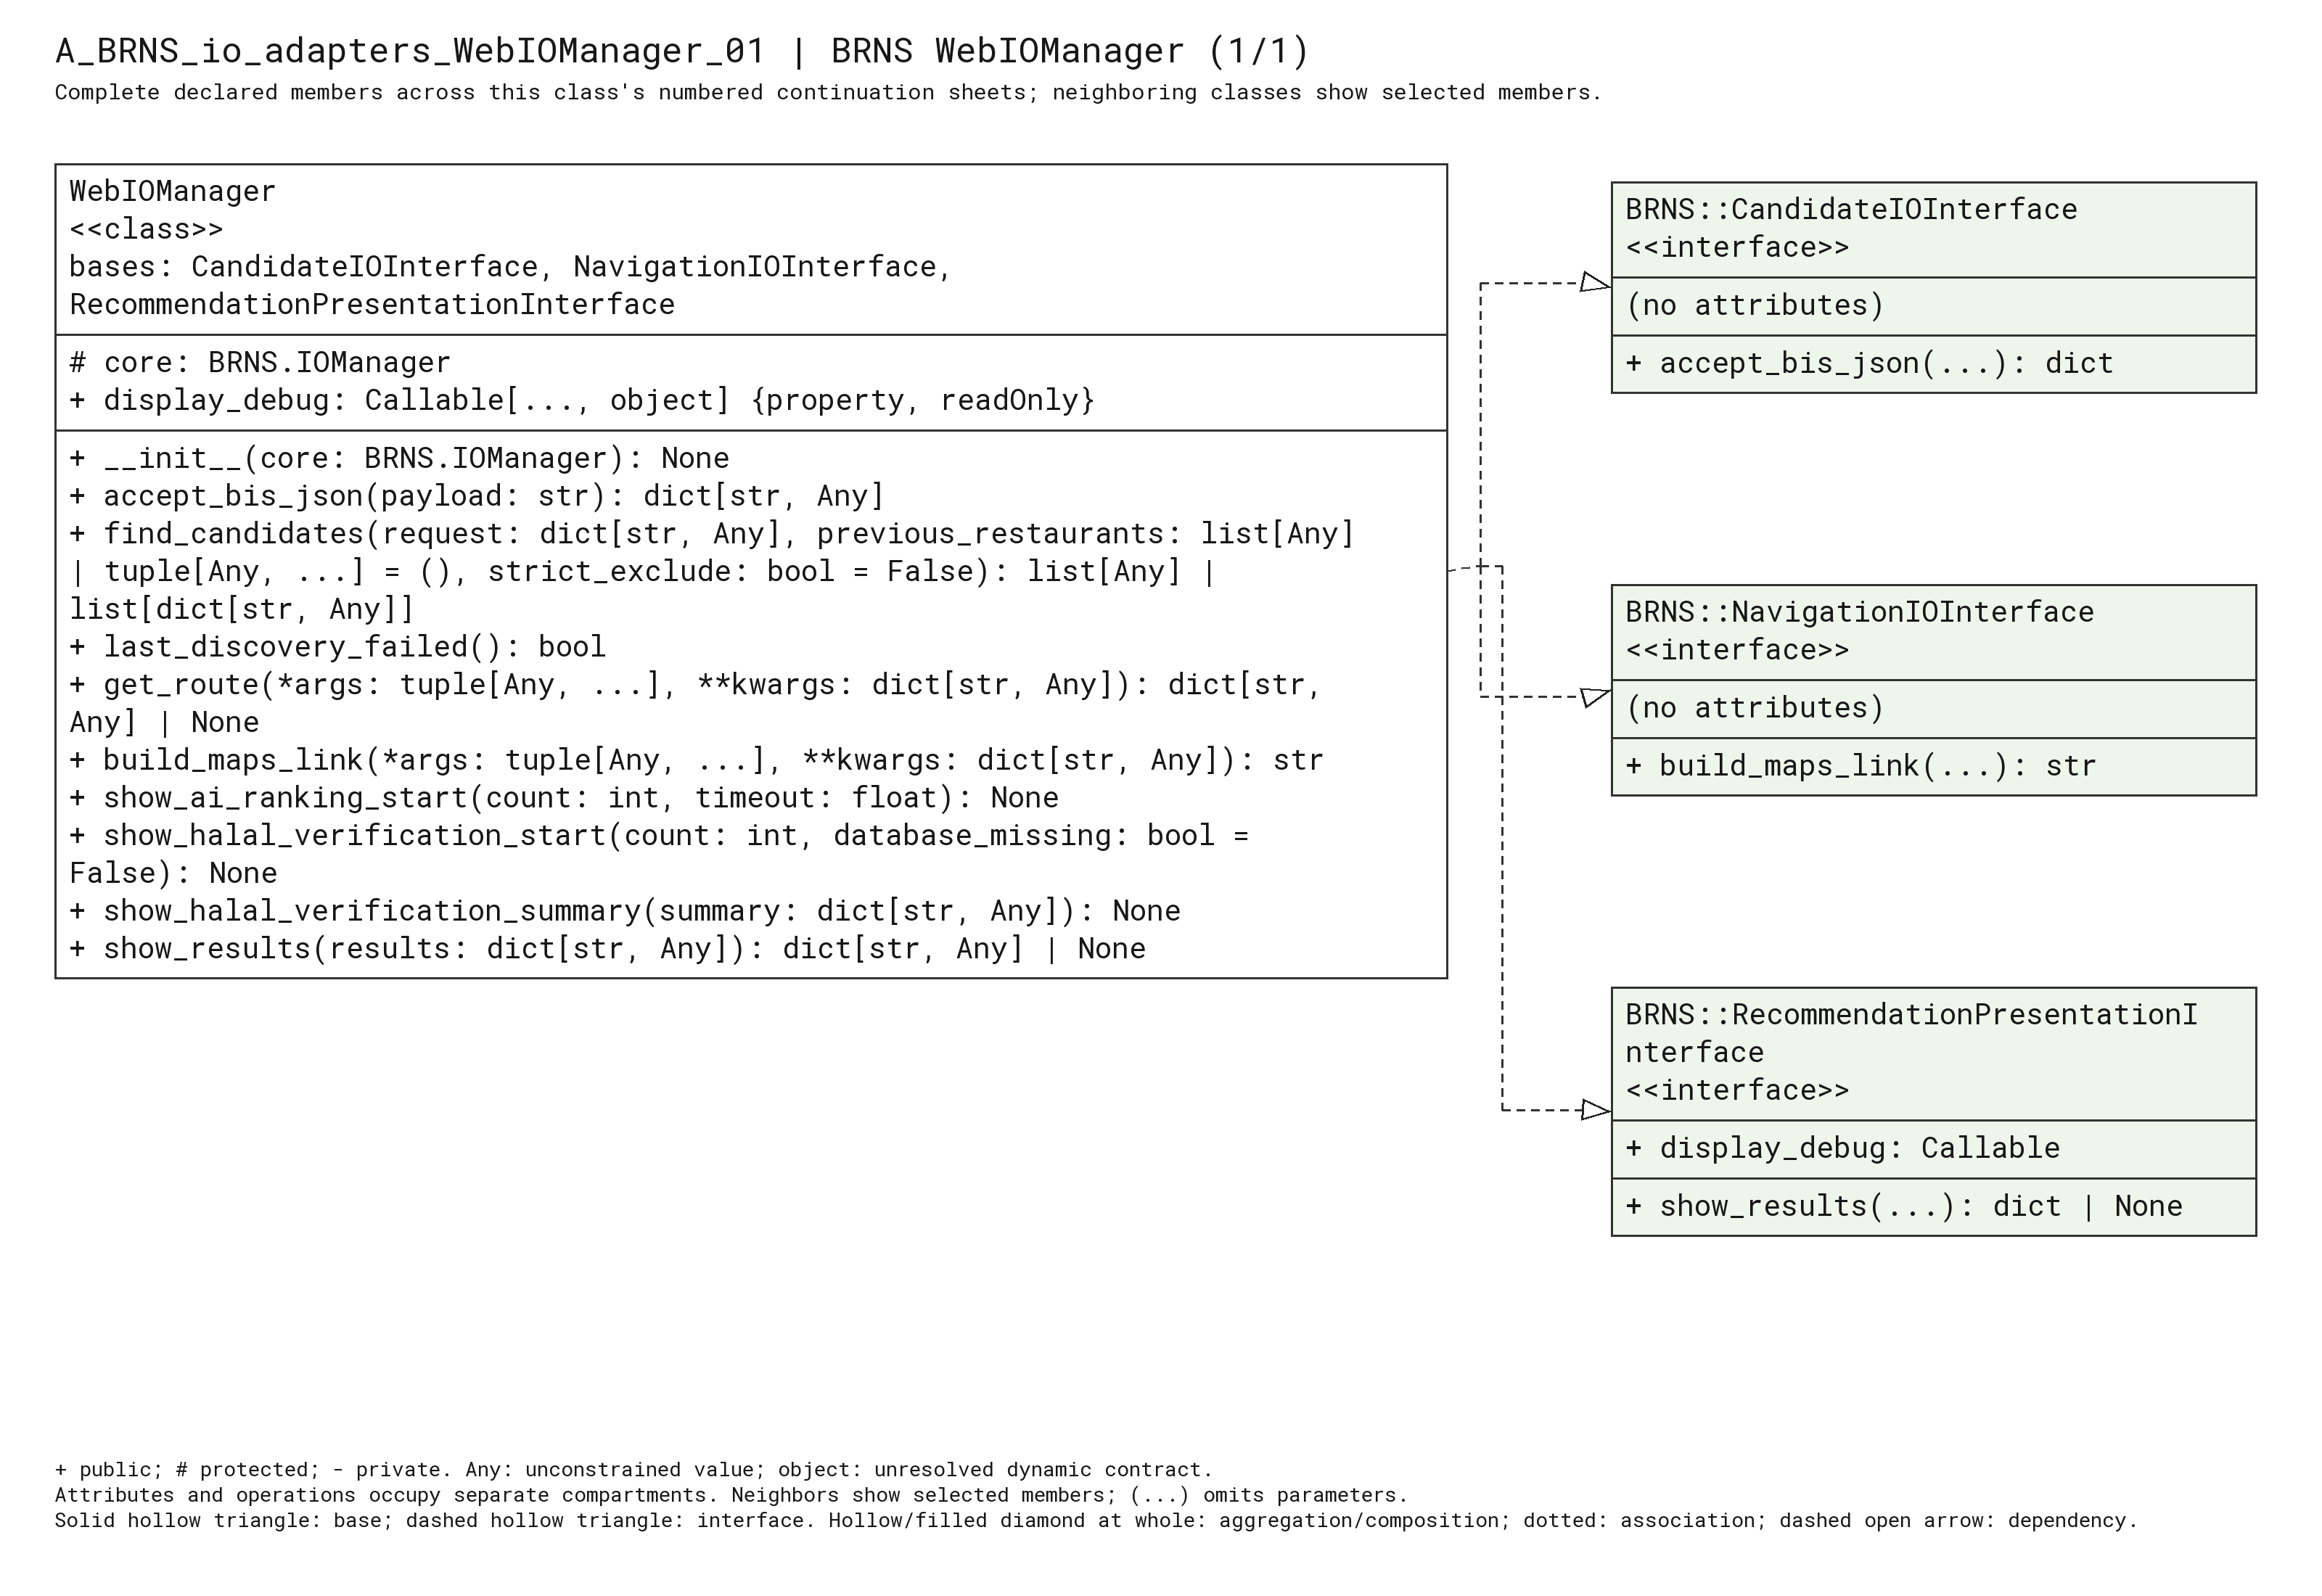 A_BRNS_io_adapters_WebIOManager_01 | BRNS WebIOManager (1/1)
Complete declared members across this class's numbered continuation sheets; neighboring classes show selected members.
WebIOManager
<<class>>
bases: CandidateIOInterface, NavigationIOInterface,
RecommendationPresentationInterface
# core: BRNS.IOManager
+ display_debug: Callable[..., object] {property, readOnly}
+ __init__(core: BRNS.IOManager): None
+ accept_bis_json(payload: str): dict[str, Any]
+ find_candidates(request: dict[str, Any], previous_restaurants: list[Any]
| tuple[Any, ...] = (), strict_exclude: bool = False): list[Any] |
list[dict[str, Any]]
+ last_discovery_failed(): bool
+ get_route(*args: tuple[Any, ...], **kwargs: dict[str, Any]): dict[str,
Any] | None
+ build_maps_link(*args: tuple[Any, ...], **kwargs: dict[str, Any]): str
+ show_ai_ranking_start(count: int, timeout: float): None
+ show_halal_verification_start(count: int, database_missing: bool =
False): None
+ show_halal_verification_summary(summary: dict[str, Any]): None
+ show_results(results: dict[str, Any]): dict[str, Any] | None
BRNS::CandidateIOInterface
<<interface>>
(no attributes)
+ accept_bis_json(...): dict
BRNS::NavigationIOInterface
<<interface>>
(no attributes)
+ build_maps_link(...): str
BRNS::RecommendationPresentationI
nterface
<<interface>>
+ display_debug: Callable
+ show_results(...): dict | None
+ public; # protected; - private. Any: unconstrained value; object: unresolved dynamic contract.
Attributes and operations occupy separate compartments. Neighbors show selected members; (...) omits parameters.
Solid hollow triangle: base; dashed hollow triangle: interface. Hollow/filled diamond at whole: aggregation/composition; dotted: association; dashed open arrow: dependency.